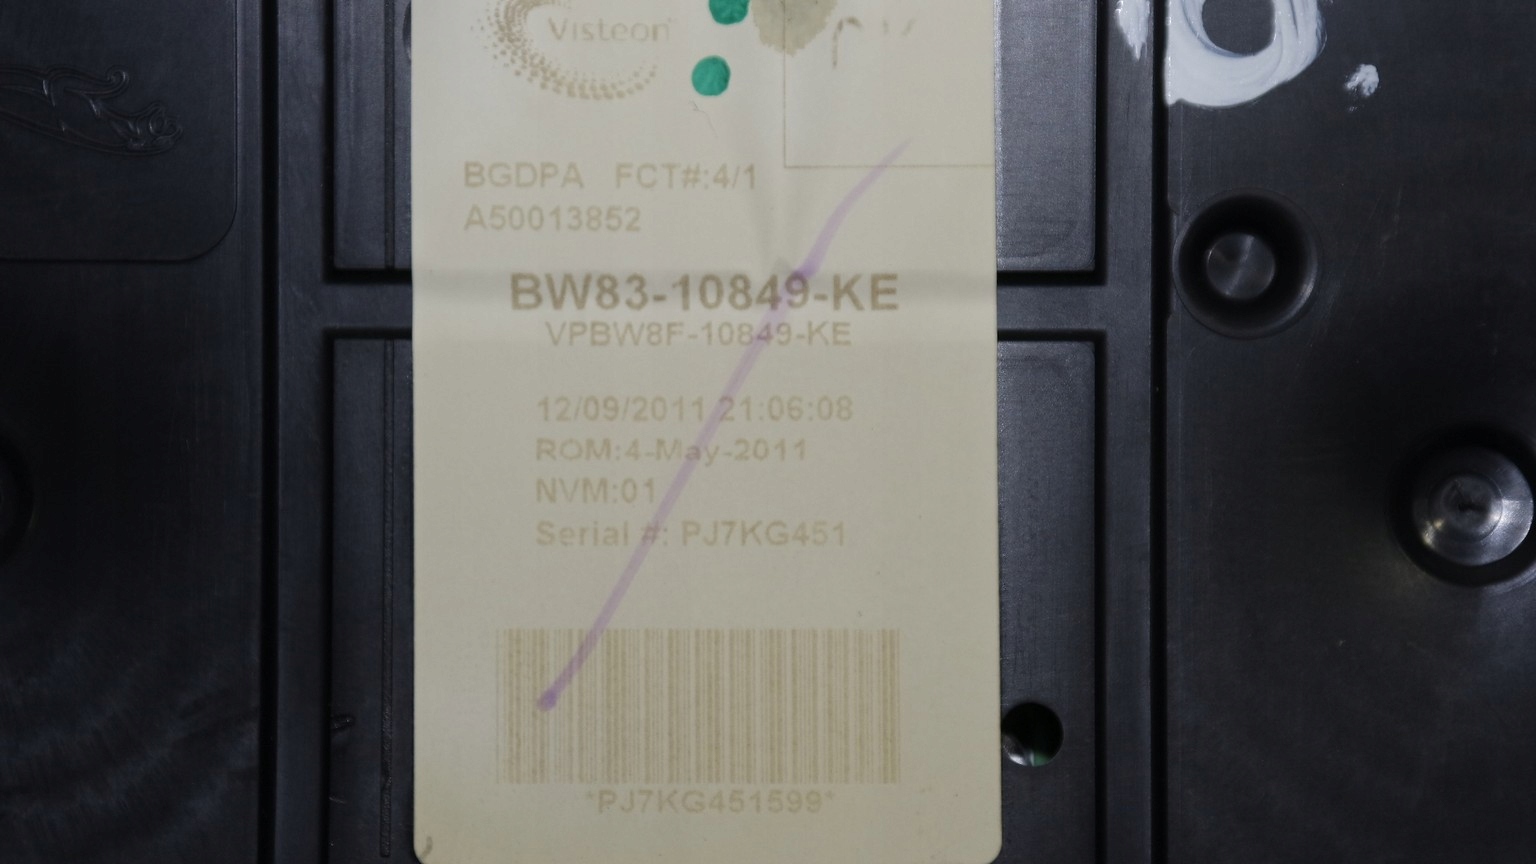 Visteon
BGDPA FCT#:4/1
A50013852
BW83-10849-KE
VPBW8F-10849-KE
12/09/2011 21:06:08
ROM:4-May-2011
NVM:01
Serial #: PJ7KG451
*PJ7KG451599*